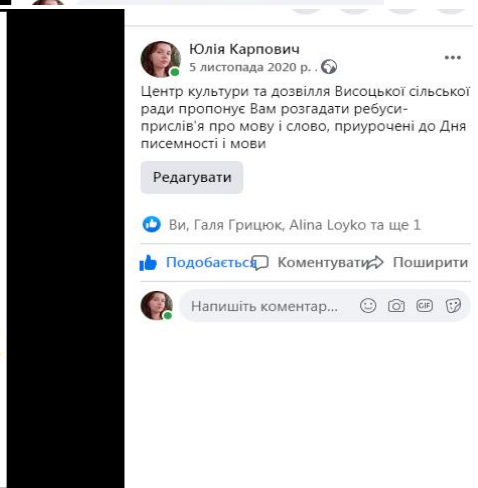 Юлія Карпович
5 листопада 2020 р. .
Центр культури та дозвілля Висоцької сільської
ради пропонує Вам розгадати ребуси-
прислів'я про мову і слово, приурочені до Дня
писемності і мови
Редагувати
Ви, Галя Грицюк, Alina Loyko та ще 1
Подобається Коментувати Поширити
Напишіть коментар... GIF